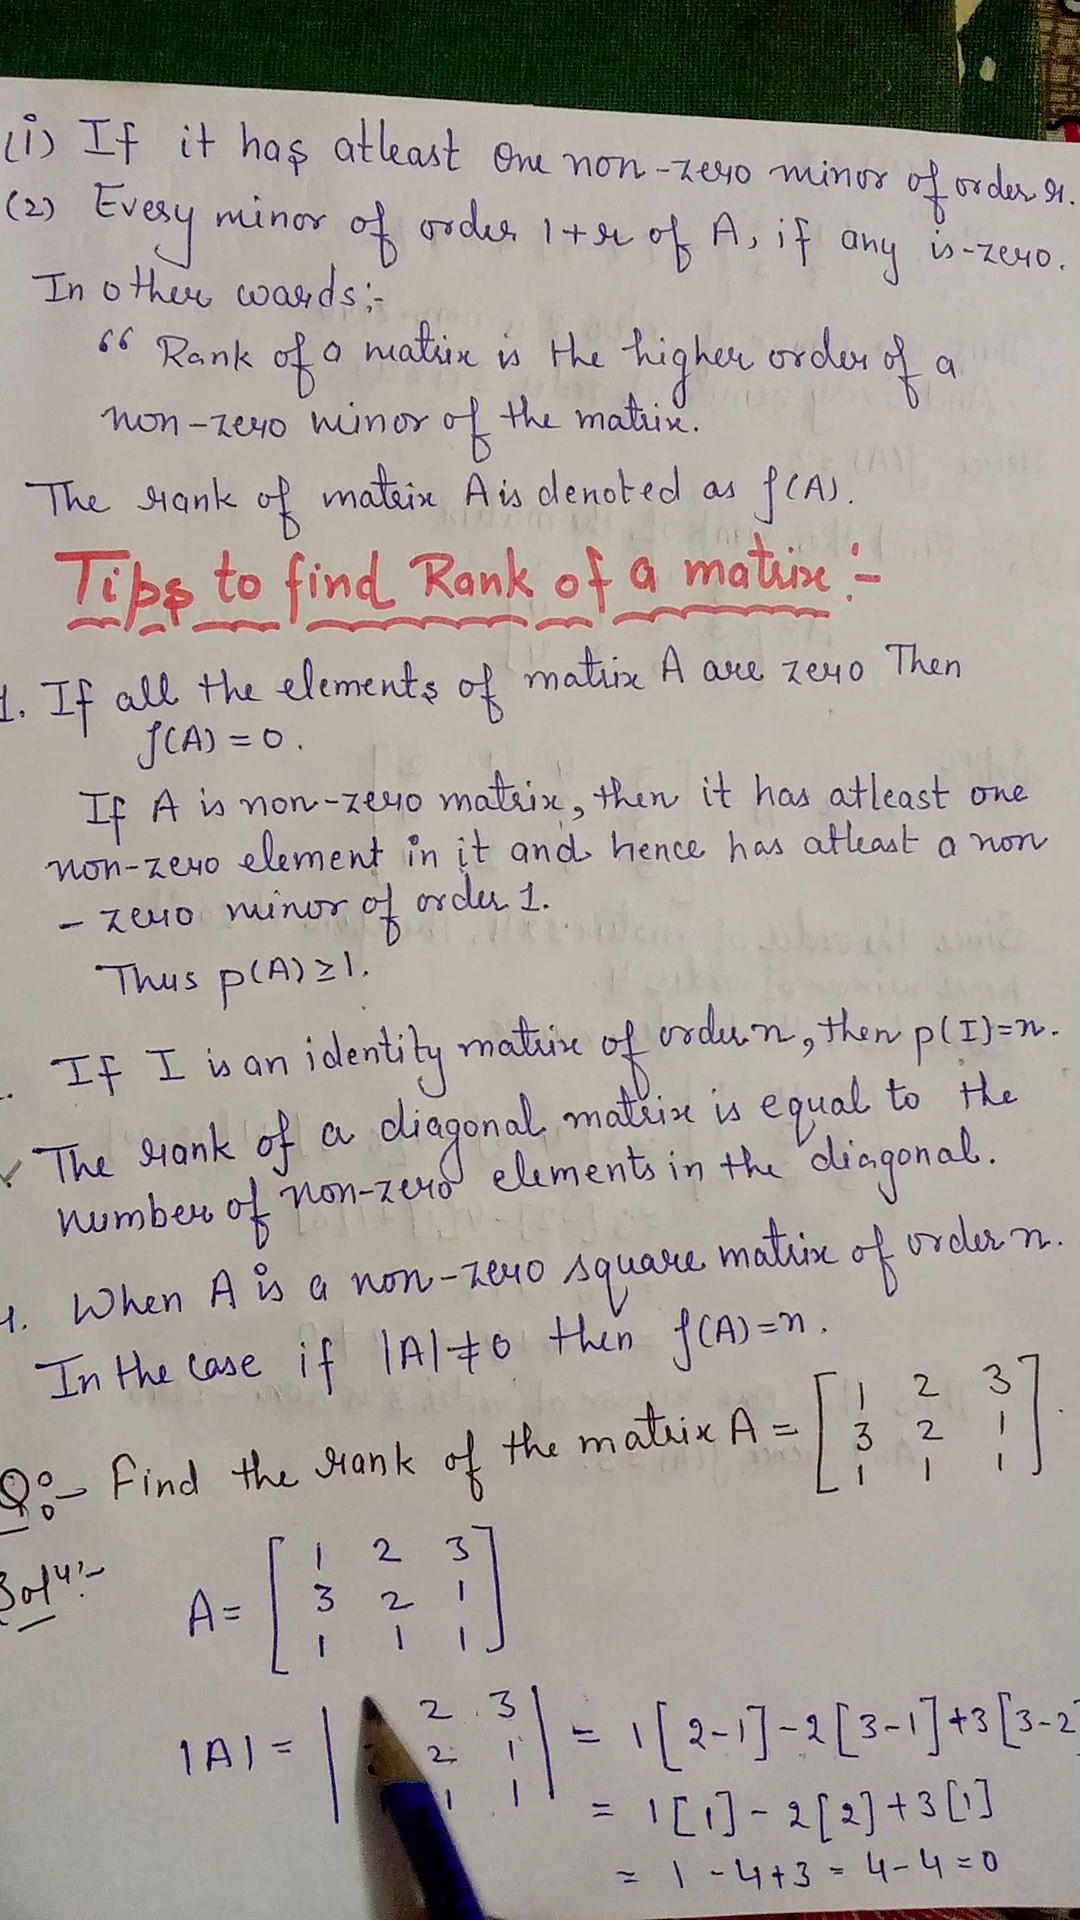 (i) If it has atleast one non-zero minor of order r.
(2) Every minor of order 1+r of A, if any is-zero.
In other words:-
“ Rank of a matrix is the higher order of a
non-zero minor of the matrix.
The rank of matrix A is denoted as ρ(A).
Tips to find Rank of a matrix :-
1. If all the elements of matrix A are zero Then
ρ(A) = 0.
If A is non-zero matrix, then it has atleast one
non-zero element in it and hence has atleast a non
- zero minor of order 1.
Thus p(A) ≥ 1.
If I is an identity matrix of order n, then p(I)=n.
The rank of a diagonal matrix is equal to the
number of non-zero elements in the diagonal.
4. When A is a non-zero square matrix of order n.
In the case if |A| ≠ 0 then ρ(A)=n.
Q:- Find the rank of the matrix A = [1 2 3
3 2 1
1 1 1].
Solⁿ:-
A = [1 2 3
3 2 1
1 1 1]
|A| = | 2 3
2 1
1 1 | = 1[2-1]-2[3-1]+3[3-2
= 1[1]-2[2]+3[1]
= 1-4+3 = 4-4=0